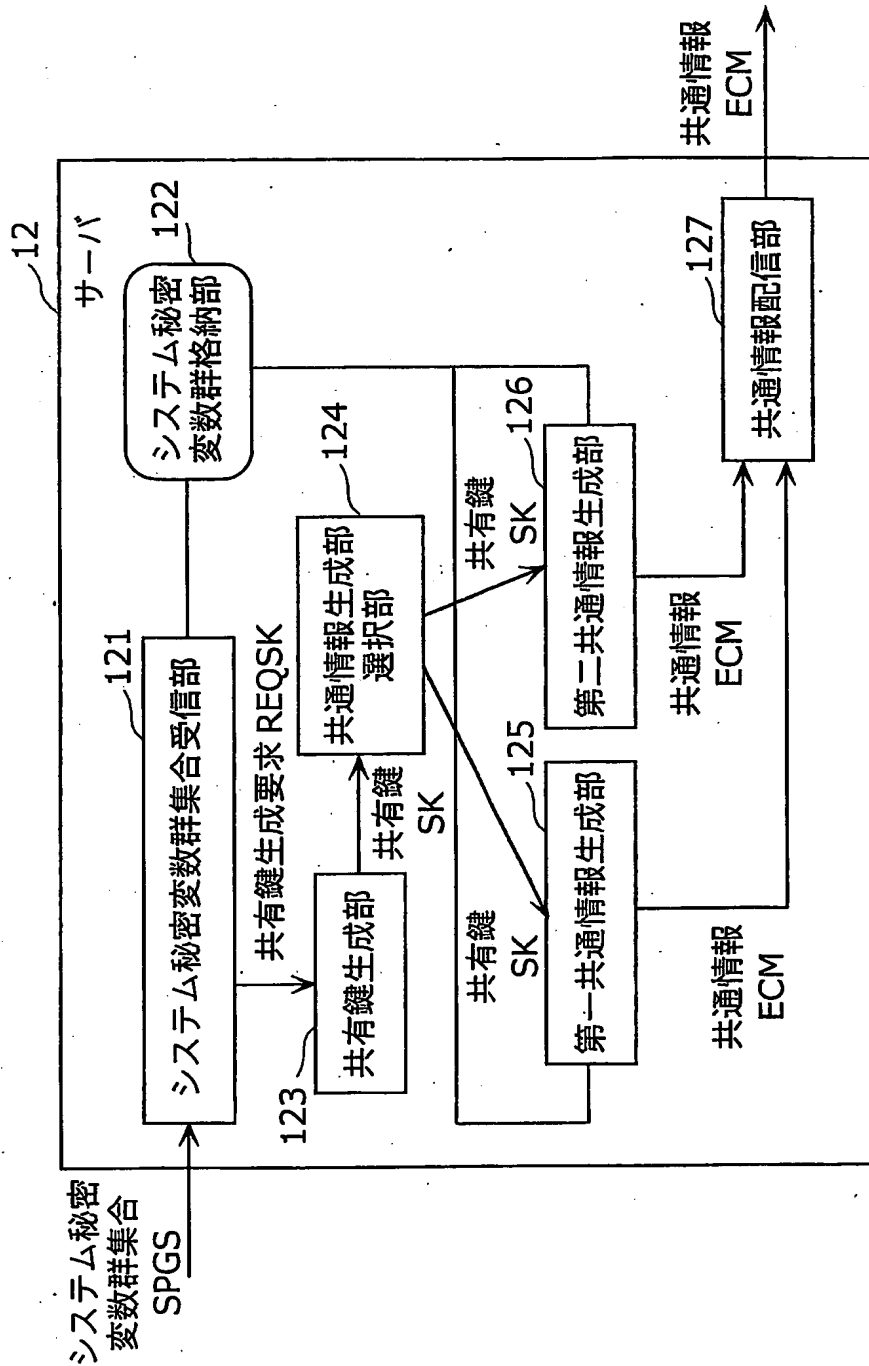 12
サーバ
システム秘密
変数群集合
SPGS
121
システム秘密変数群集合受信部
122
システム秘密
変数群格納部
共有鍵生成要求 REQSK
123
共有鍵生成部
共有鍵
SK
124
共通情報生成部
選択部
共有鍵
SK
共有鍵
SK
125
第一共通情報生成部
126
第二共通情報生成部
共通情報
ECM
共通情報
ECM
127
共通情報配信部
共通情報
ECM